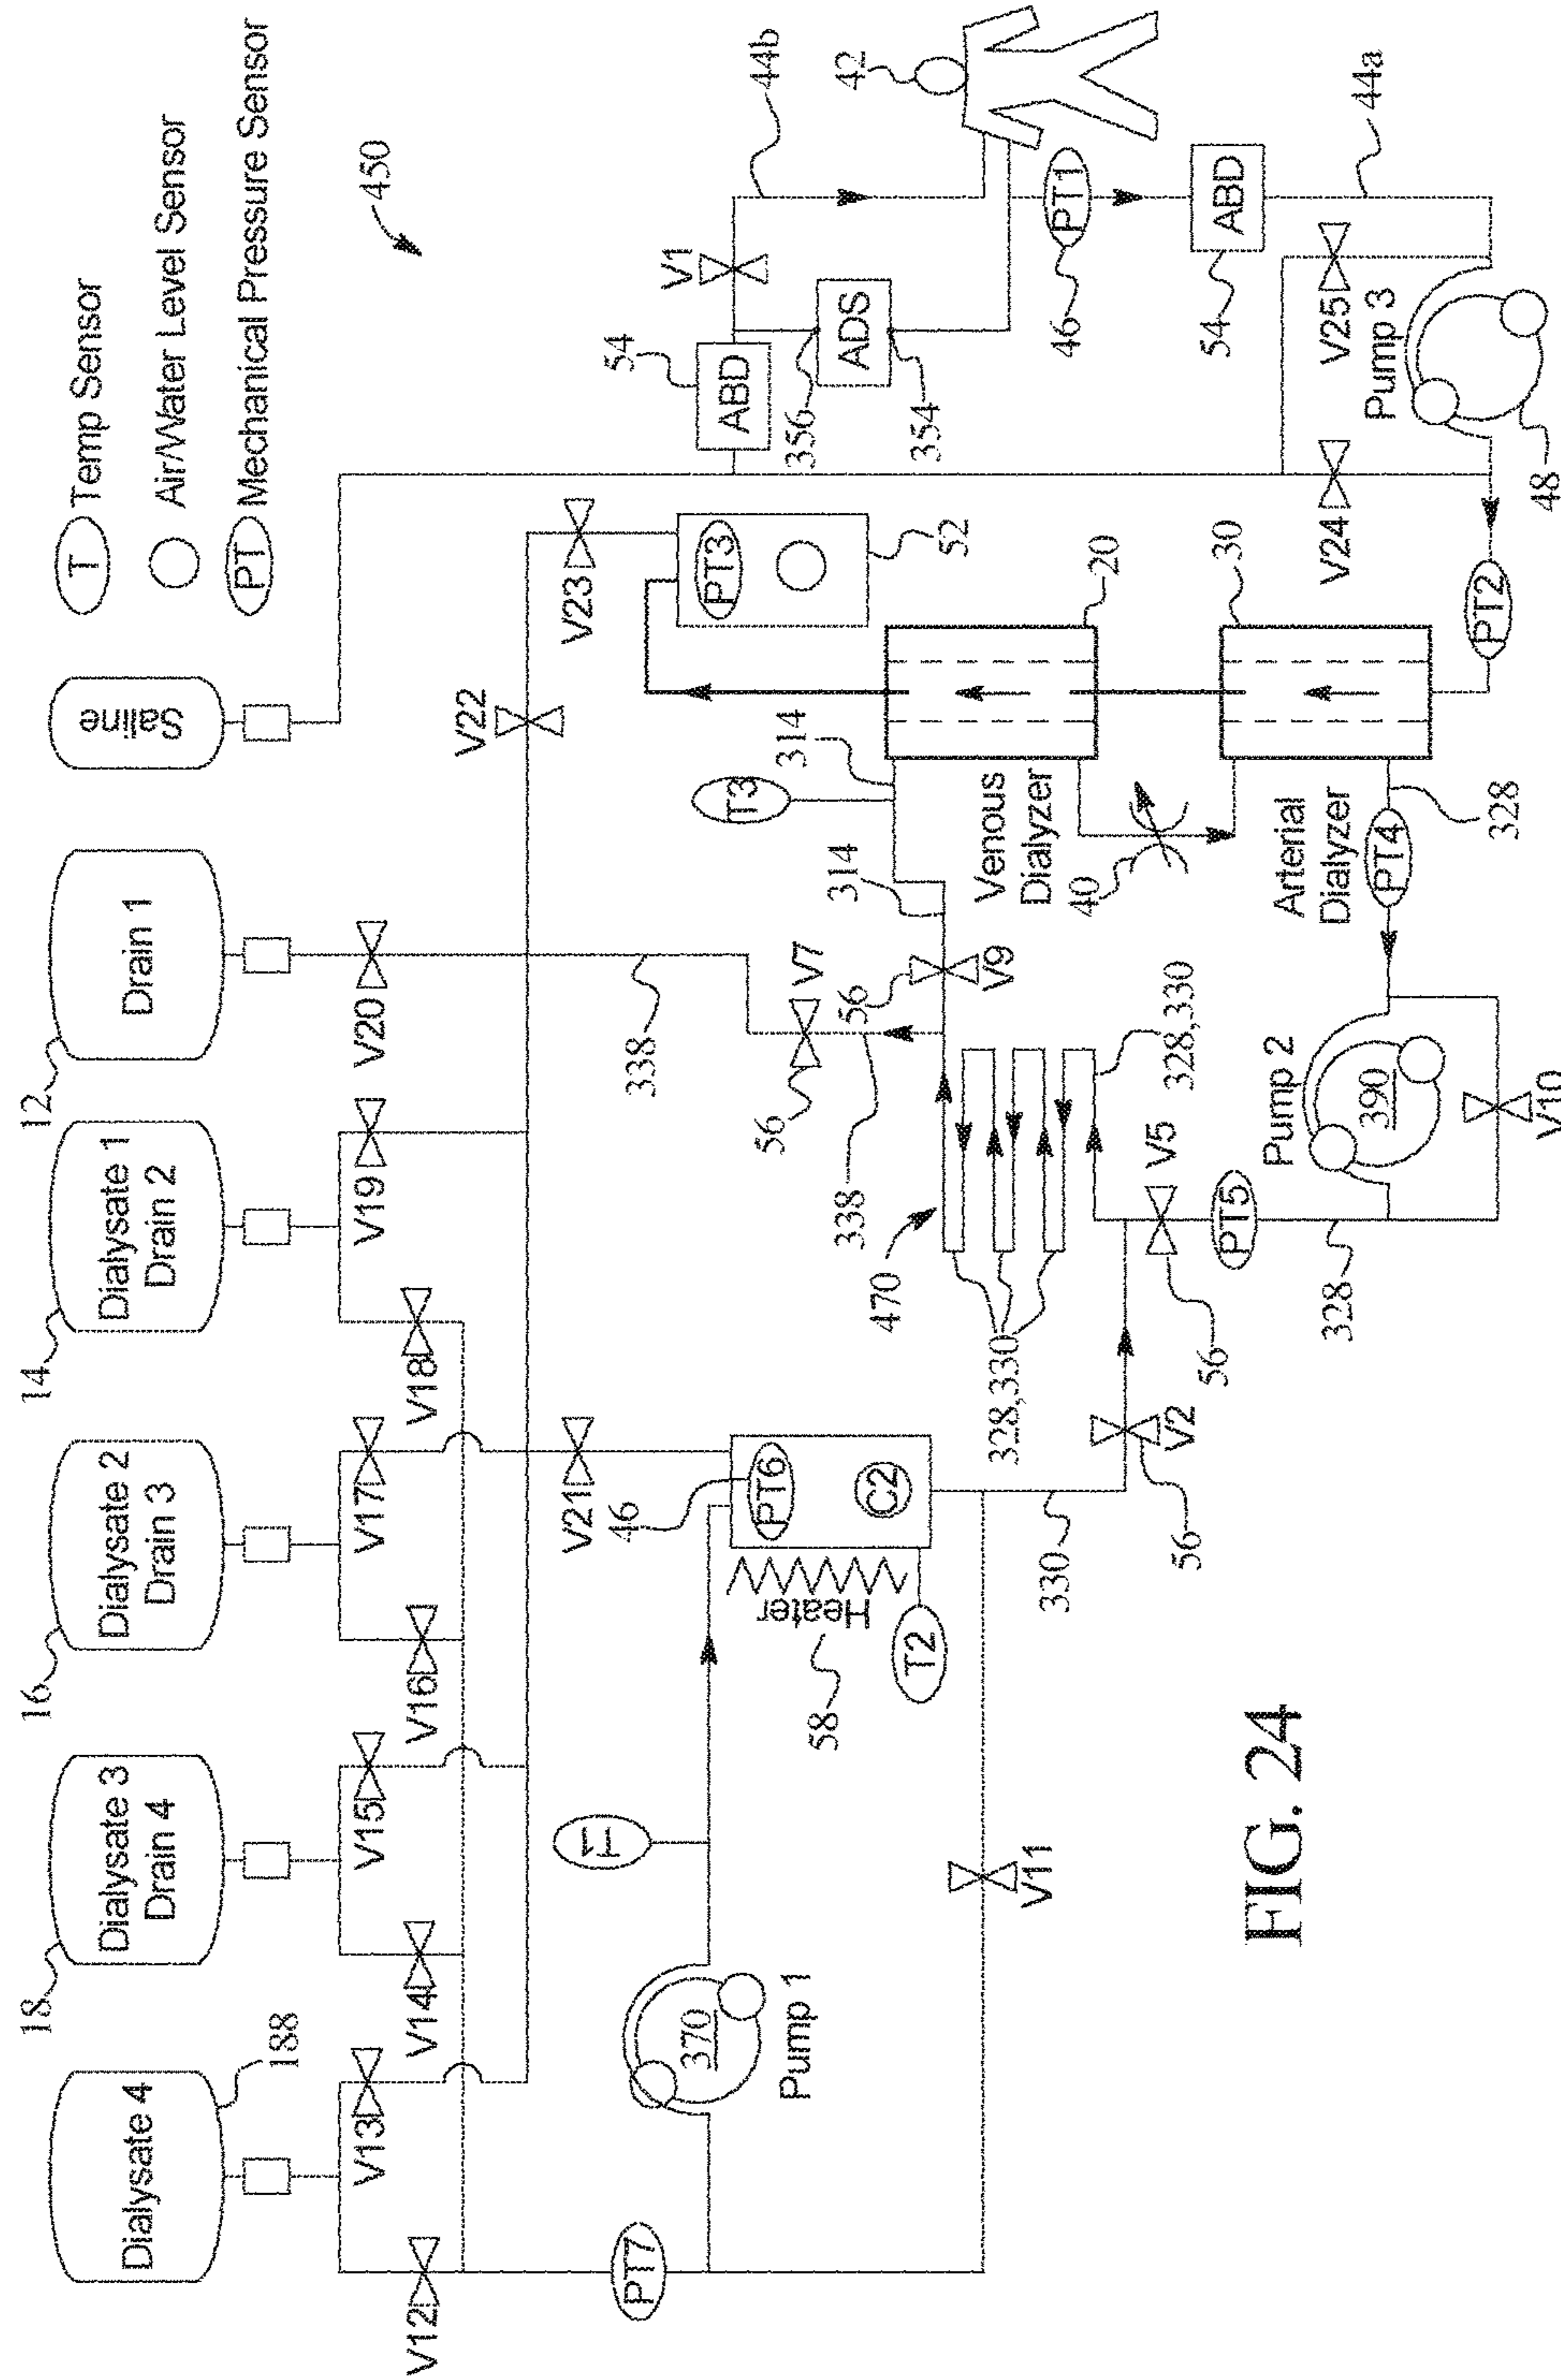 T Temp Sensor
Air/Water Level Sensor
PT Mechanical Pressure Sensor
450
Dialysate 4
188
18
Dialysate 3
Drain 4
16
Dialysate 2
Drain 3
14
Dialysate 1
Drain 2
12
Drain 1
Saline
V12
V13
V14
V15
V16
V17
V18
V19
V20
V22
V23
V21
PT7
370
Pump 1
T1
V11
46
PT6
C2
Heater
58
T2
330
V2
56
338
V7
56
338
470
328,330
328,330
56
V9
314
314
T3
PT3
52
20
Venous
Dialyzer
40
30
Arterial
Dialyzer
328
PT4
Pump 2
390
V10
V5
56
PT5
328
PT2
V24
V25
Pump 3
48
54
ABD
V1
44b
356
ADS
354
42
46
PT1
54
ABD
44a
FIG. 24